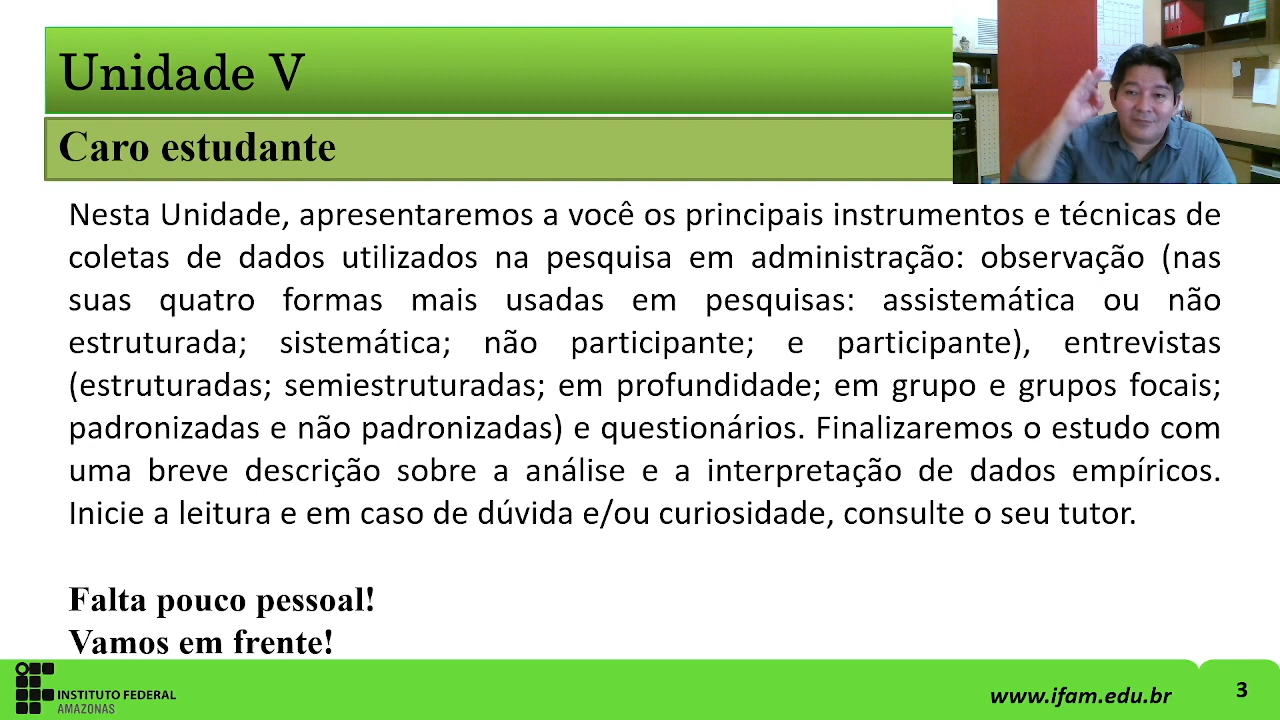 Unidade V
Caro estudante
Nesta Unidade, apresentaremos a você os principais instrumentos e técnicas de
coletas de dados utilizados na pesquisa em administração: observação (nas
suas quatro formas mais usadas em pesquisas: assistemática ou não
estruturada; sistemática; não participante; e participante), entrevistas
(estruturadas; semiestruturadas; em profundidade; em grupo e grupos focais;
padronizadas e não padronizadas) e questionários. Finalizaremos o estudo com
uma breve descrição sobre a análise e a interpretação de dados empíricos.
Inicie a leitura e em caso de dúvida e/ou curiosidade, consulte o seu tutor.
Falta pouco pessoal!
Vamos em frente!
INSTITUTO FEDERAL
AMAZONAS
www.ifam.edu.br
3